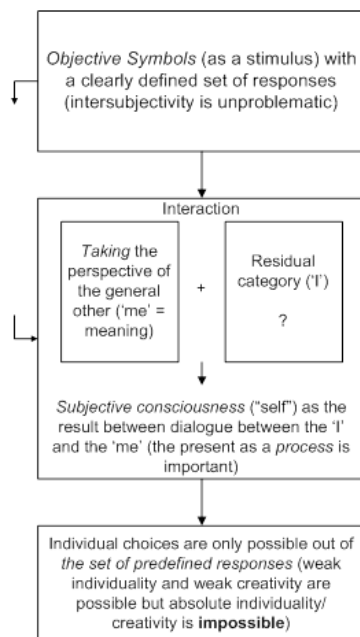 Objective Symbols (as a stimulus) with
a clearly defined set of responses
(intersubjectivity is unproblematic)
Interaction
Taking the
perspective of
the general
other ('me' =
meaning)
+
Residual
category ('I')
?
Subjective consciousness ("self") as the
result between dialogue between the 'I'
and the 'me' (the present as a process is
important)
Individual choices are only possible out of
the set of predefined responses (weak
individuality and weak creativity are
possible but absolute individuality/
creativity is impossible)